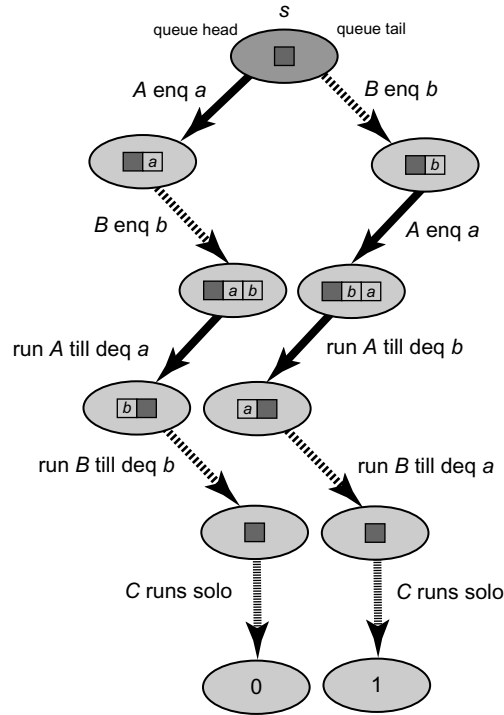 s
queue head queue tail
A enq a B enq b
a b
B enq b A enq a
a b b a
run A till deq a run A till deq b
b a
run B till deq b run B till deq a
C runs solo C runs solo
0 1